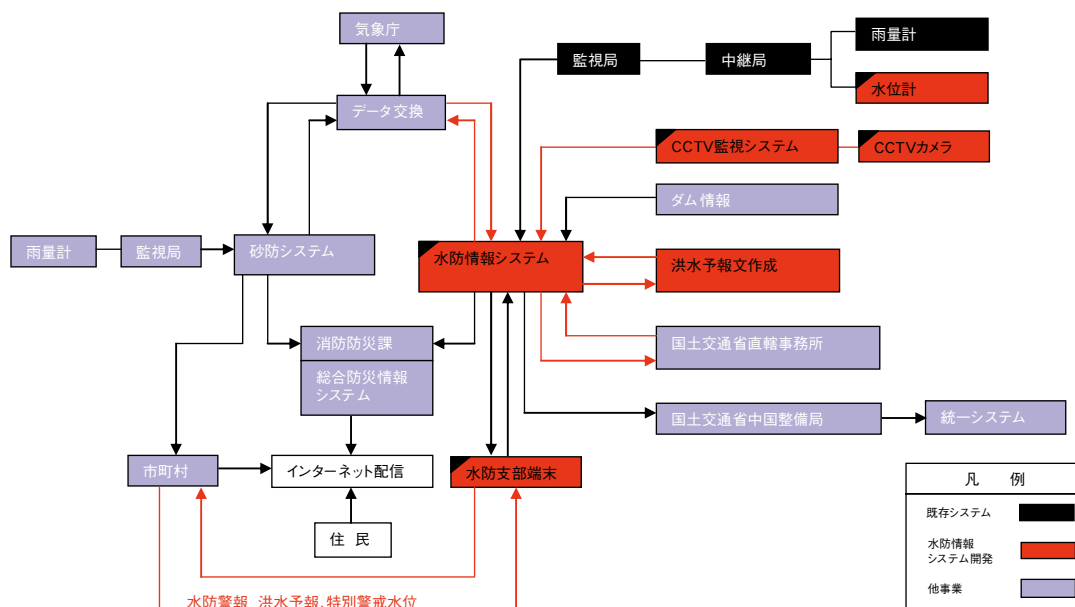 気象庁
雨量計
監視局
中継局
水位計
データ交換
CCTV監視システム
CCTVカメラ
ダム情報
雨量計
監視局
砂防システム
水防情報システム
洪水予報文作成
消防防災課
総合防災情報
システム
国土交通省直轄事務所
国土交通省中国整備局
統一システム
市町村
インターネット配信
水防支部端末
住 民
凡 例
既存システム
水防情報
システム開発
他事業
水防警報 洪水予報、特別警戒水位